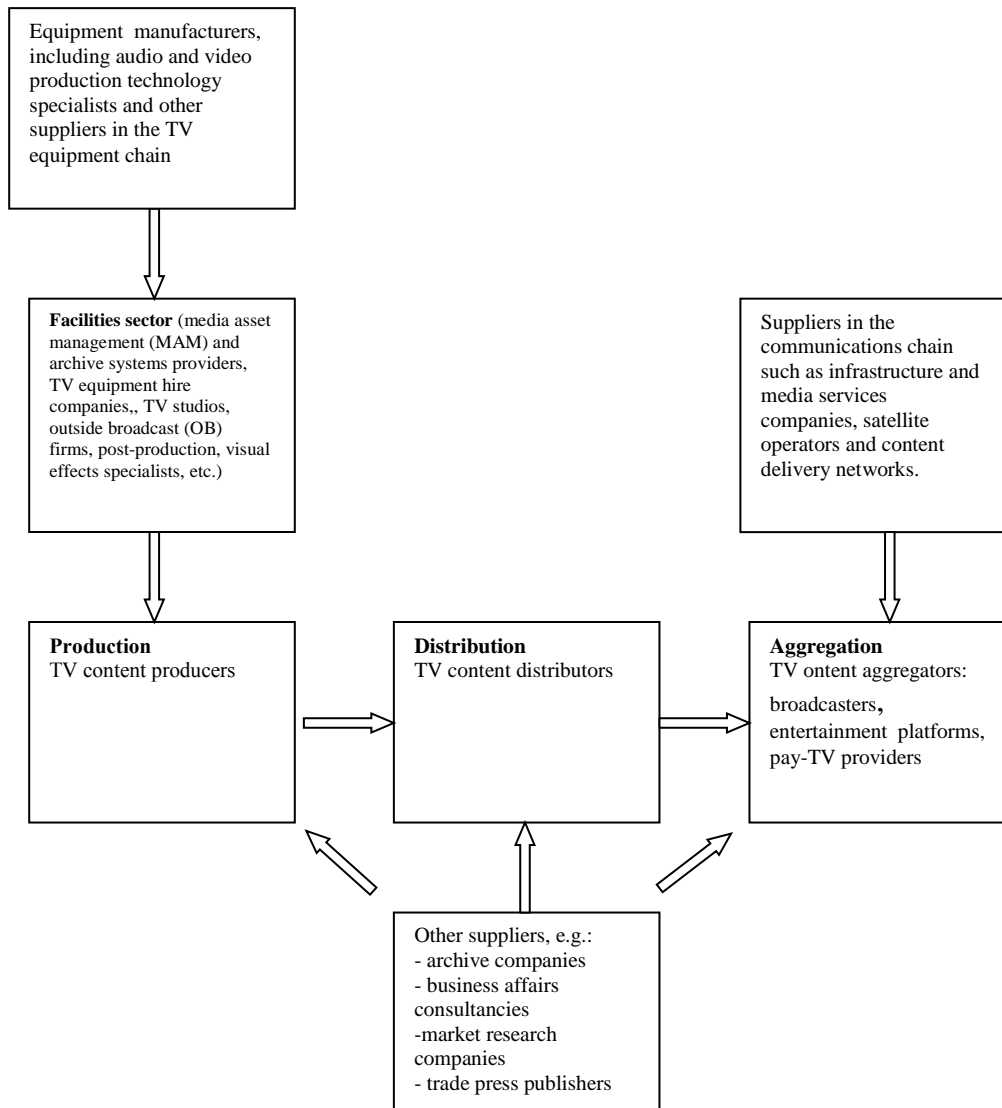 Equipment manufacturers,
including audio and video
production technology
specialists and other
suppliers in the TV
equipment chain
Facilities sector (media asset
management (MAM) and
archive systems providers,
TV equipment hire
companies,, TV studios,
outside broadcast (OB)
firms, post-production, visual
effects specialists, etc.)
Suppliers in the
communications chain
such as infrastructure and
media services
companies, satellite
operators and content
delivery networks.
Production
TV content producers
Distribution
TV content distributors
Aggregation
TV ontent aggregators:
broadcasters,
entertainment platforms,
pay-TV providers
Other suppliers, e.g.:
- archive companies
- business affairs
consultancies
-market research
companies
- trade press publishers